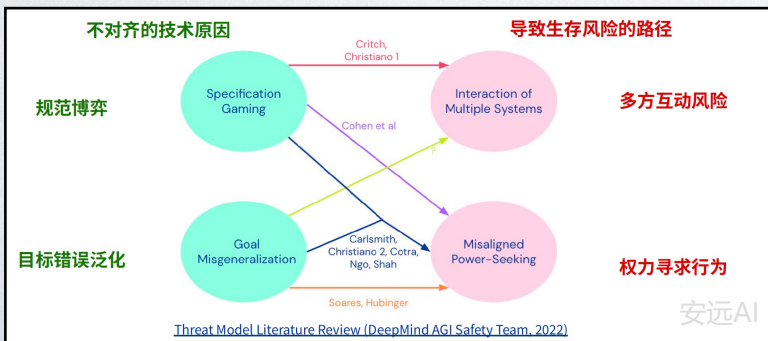 不对齐的技术原因
导致生存风险的路径
规范博弈
Specification
Gaming
Critch,
Christiano 1
Interaction of
Multiple Systems
多方互动风险
Cohen et al
?
目标错误泛化
Goal
Misgeneralization
Carlsmith,
Christiano 2, Cotra,
Ngo, Shah
Misaligned
Power-Seeking
权力寻求行为
Soares, Hubinger
安远AI
Threat Model Literature Review (DeepMind AGI Safety Team, 2022)